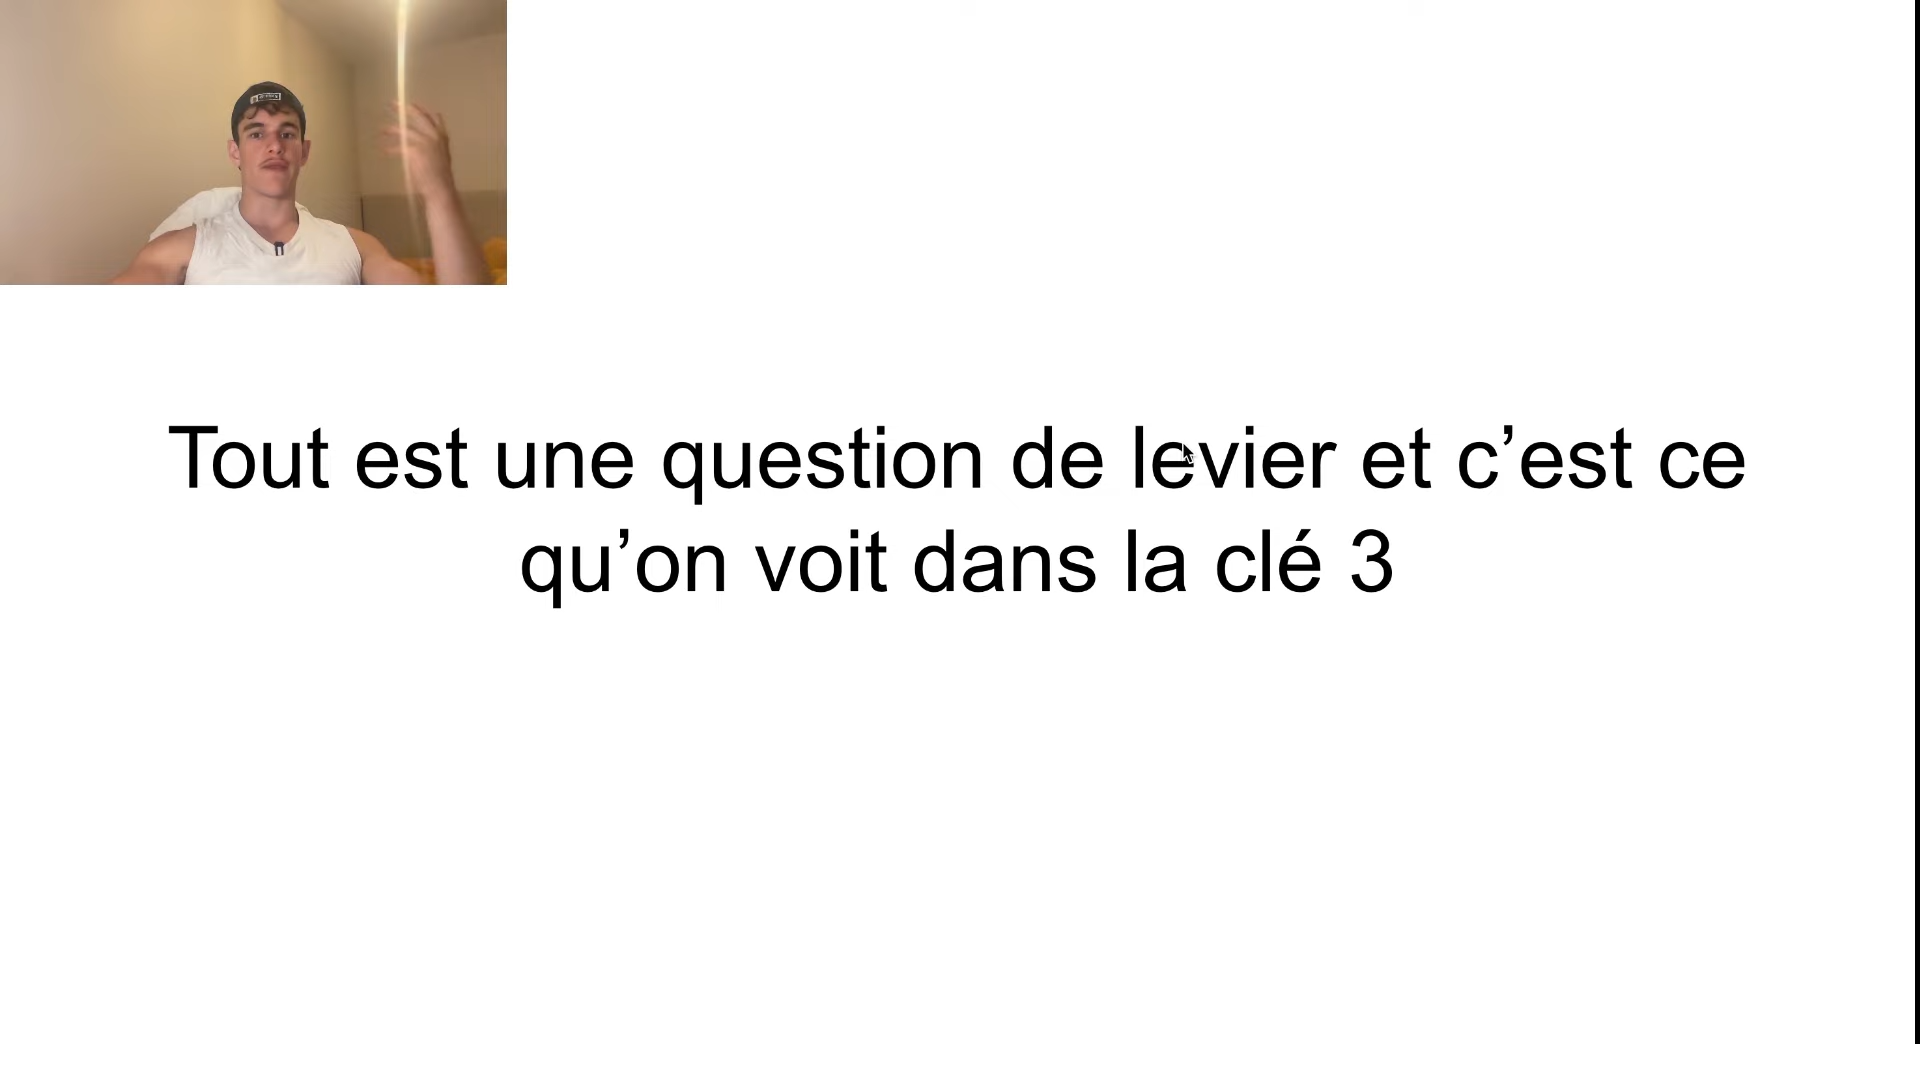 Tout est une question de levier et c’est ce
qu’on voit dans la clé 3